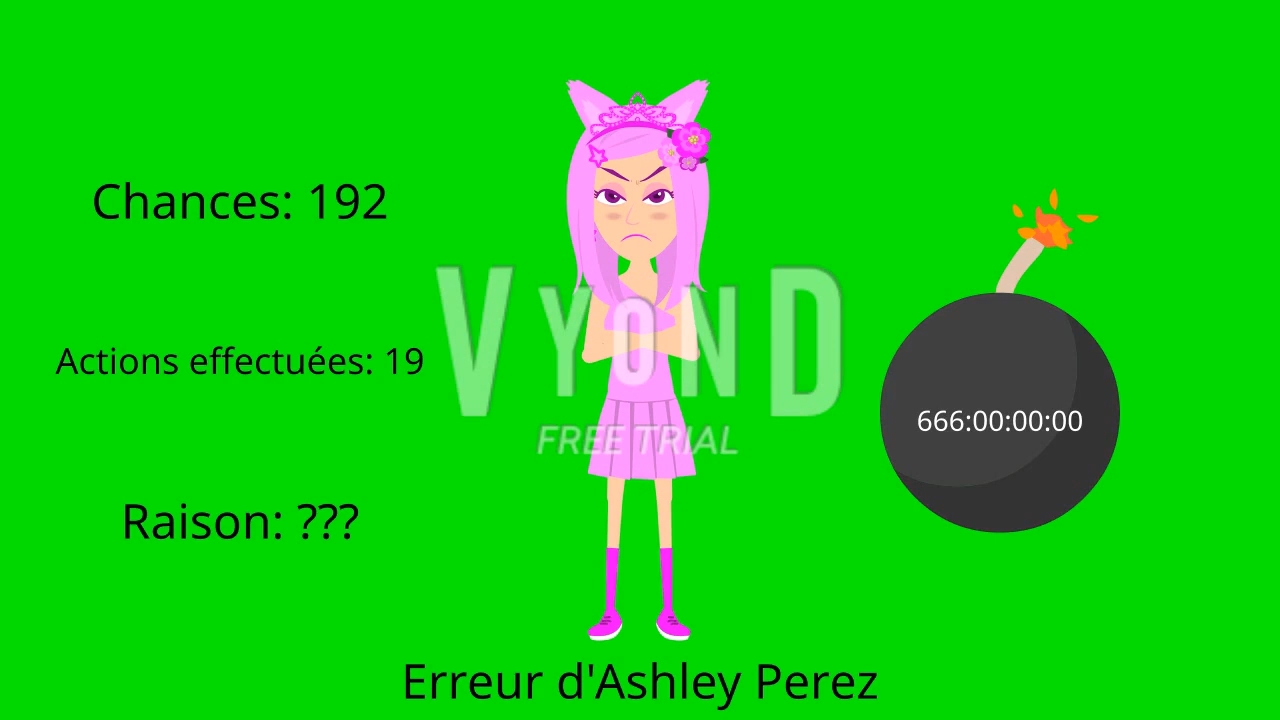 Chances: 192
Actions effectuées: 19
Raison: ???
VYOND
FREE TRIAL
666:00:00:00
Erreur d'Ashley Perez